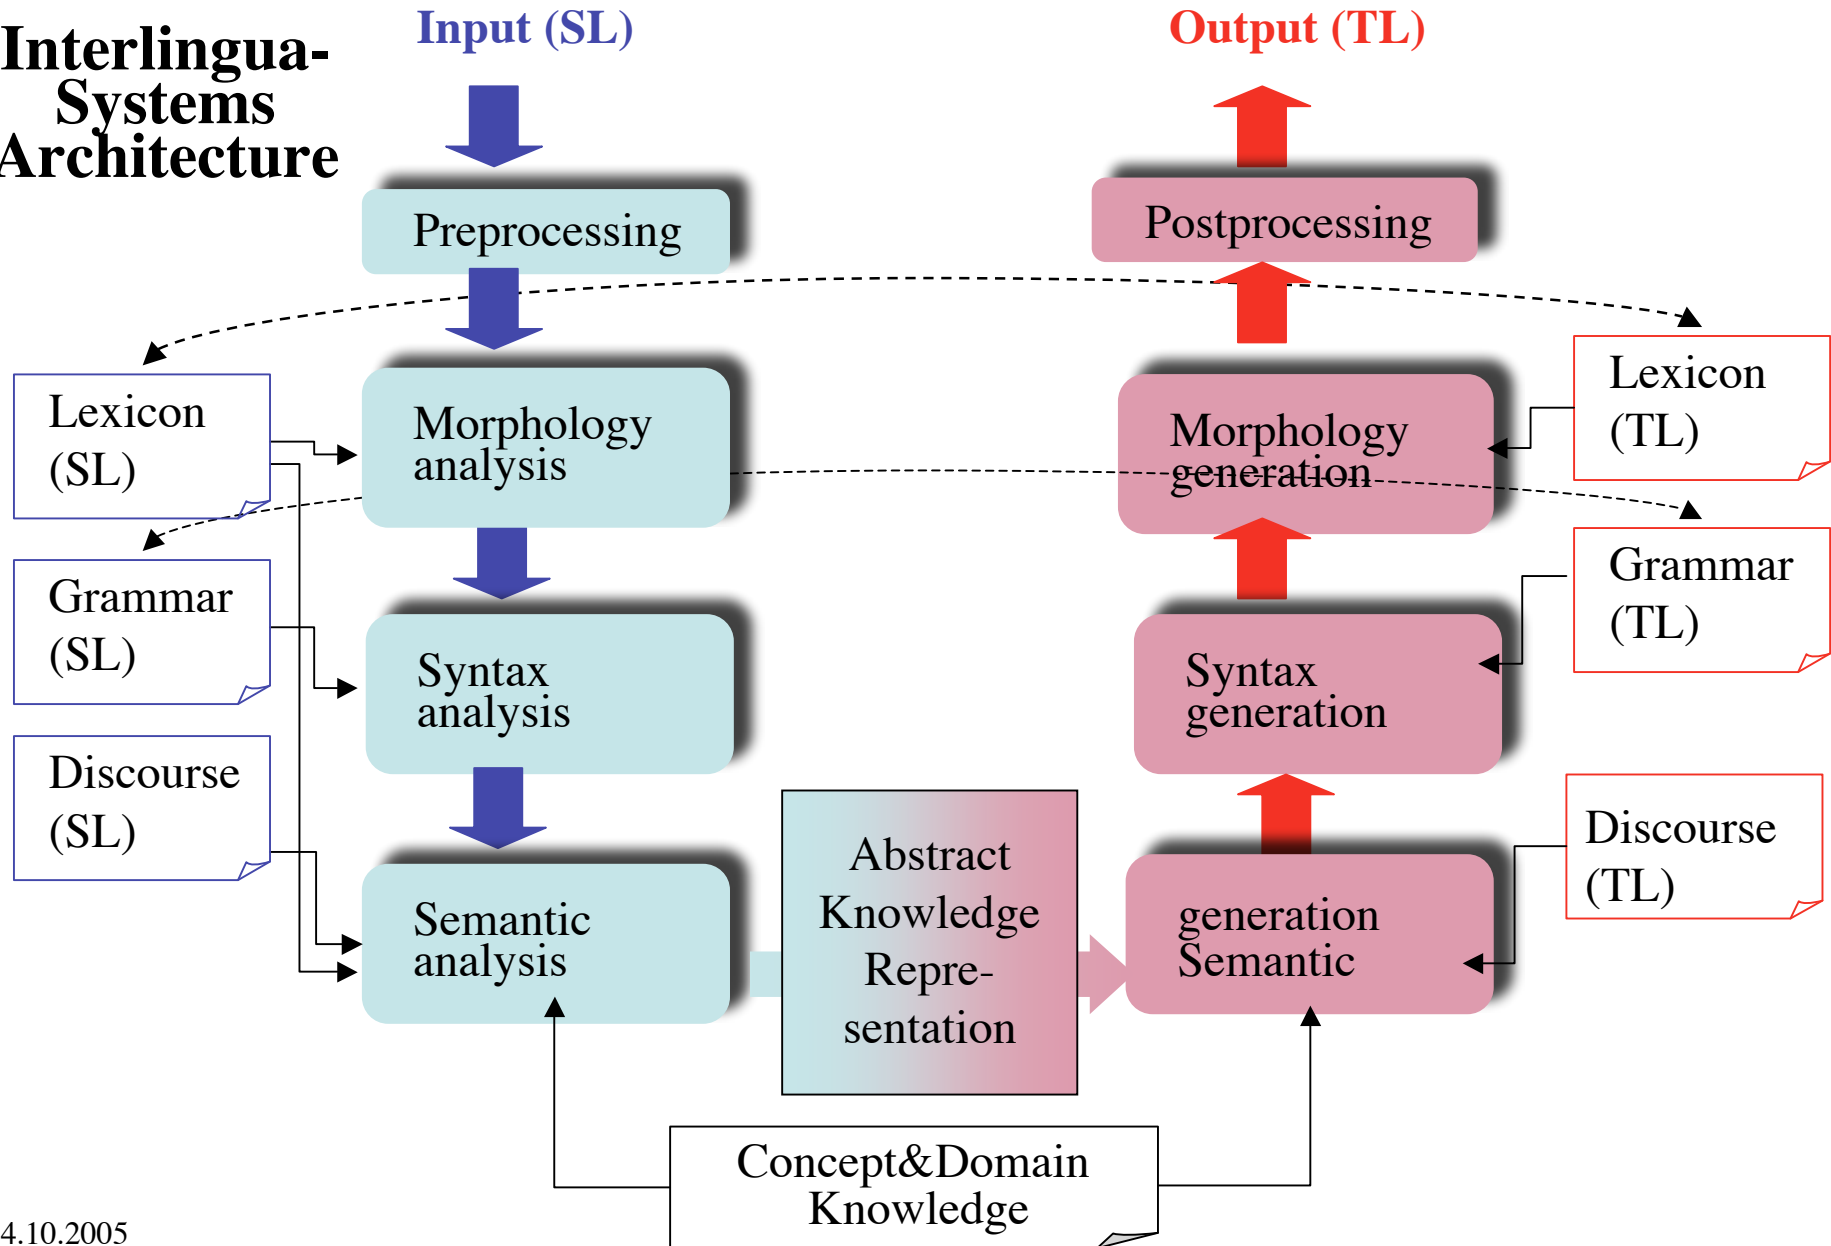 Interlingua-
Systems
Architecture
Input (SL)
Output (TL)
Preprocessing
Postprocessing
Lexicon
(SL)
Morphology
analysis
Morphology
generation
Lexicon
(TL)
Grammar
(SL)
Syntax
analysis
Syntax
generation
Grammar
(TL)
Discourse
(SL)
Semantic
analysis
Abstract
Knowledge
Repre-
sentation
generation
Semantic
Discourse
(TL)
Concept&Domain
Knowledge
4.10.2005